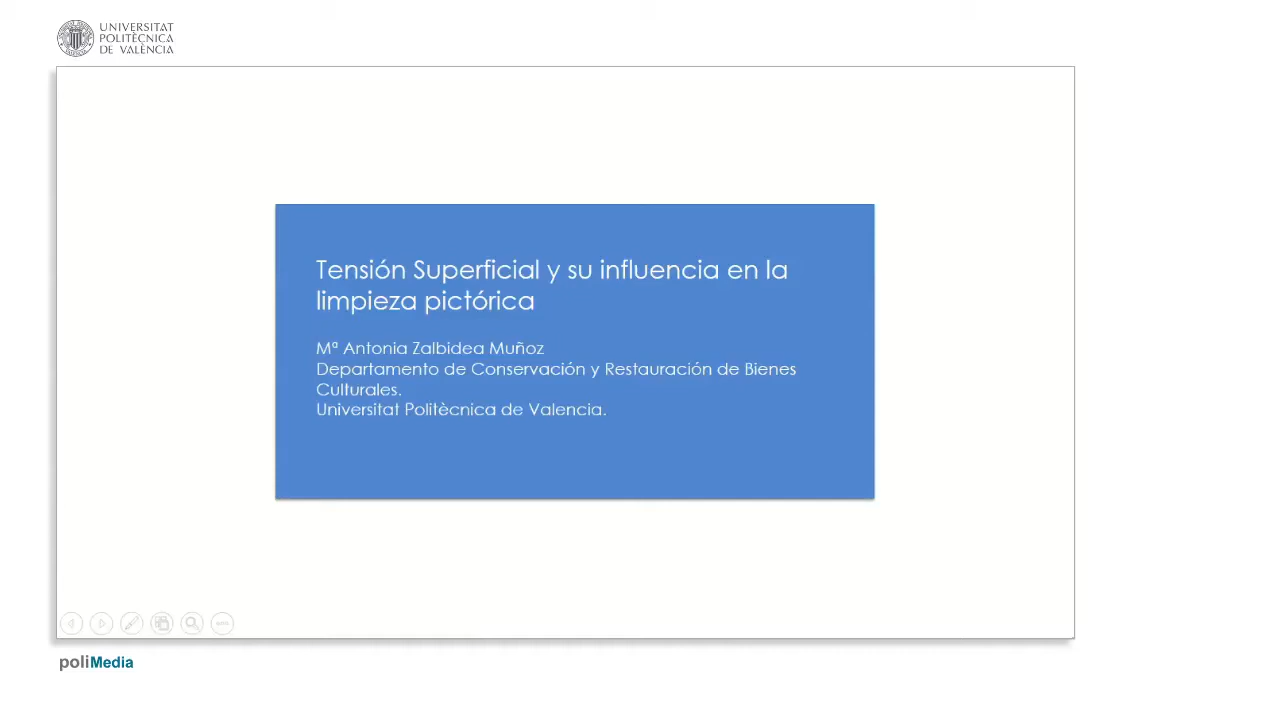 UNIVERSITAT
POLITÈCNICA
DE VALÈNCIA
Tensión Superficial y su influencia en la
limpieza pictórica
Mª Antonia Zalbidea Muñoz
Departamento de Conservación y Restauración de Bienes
Culturales.
Universitat Politècnica de Valencia.
poliMedia